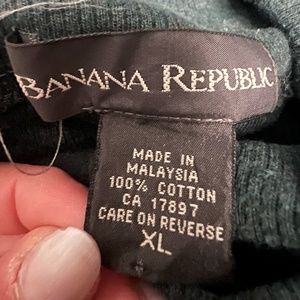 BANANA REPUBLIC
MADE IN
MALAYSIA
100% COTTON
CA 17897
CARE ON REVERSE
XL